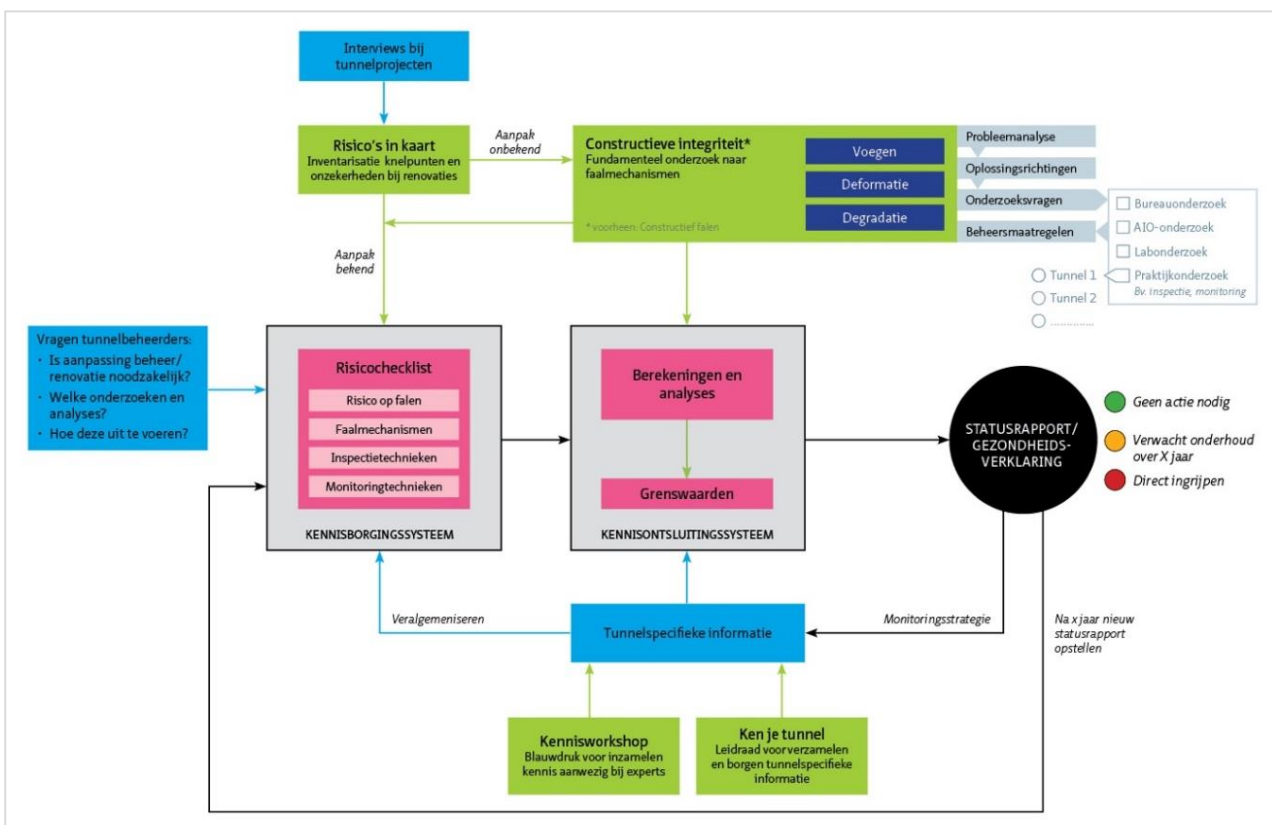 Interviews bij
tunnelprojecten
Risico's in kaart
Inventarisatie knelpunten en
onzekerheden bij renovaties
Aanpak
onbekend
Constructieve integriteit*
Fundamenteel onderzoek naar
faalmechanismen
* voorheen: Constructief falen
Voegen
Deformatie
Degradatie
Probleemanalyse
Oplossingsrichtingen
Onderzoeksvragen
Beheersmaatregelen
Bureauonderzoek
AIO-onderzoek
Labonderzoek
Praktijkonderzoek
Bv. inspectie, monitoring
Tunnel 1
Tunnel 2
..............
Aanpak
bekend
Vragen tunnelbeheerders:
· Is aanpassing beheer/
renovatie noodzakelijk?
· Welke onderzoeken en
analyses?
· Hoe deze uit te voeren?
Risicochecklist
Risico op falen
Faalmechanismen
Inspectietechnieken
Monitoringtechnieken
KENNISBORGINGSSYSTEEM
Berekeningen en
analyses
Grenswaarden
KENNISONTSLUITINGSSYSTEEM
STATUSRAPPORT/
GEZONDHEIDS-
VERKLARING
Geen actie nodig
Verwacht onderhoud
over X jaar
Direct ingrijpen
Veralgemeniseren
Tunnelspecifieke informatie
Monitoringsstrategie
Na x jaar nieuw
statusrapport
opstellen
Kennisworkshop
Blauwdruk voor inzamelen
kennis aanwezig bij experts
Ken je tunnel
Leidraad voor verzamelen
en borgen tunnelspecifieke
informatie